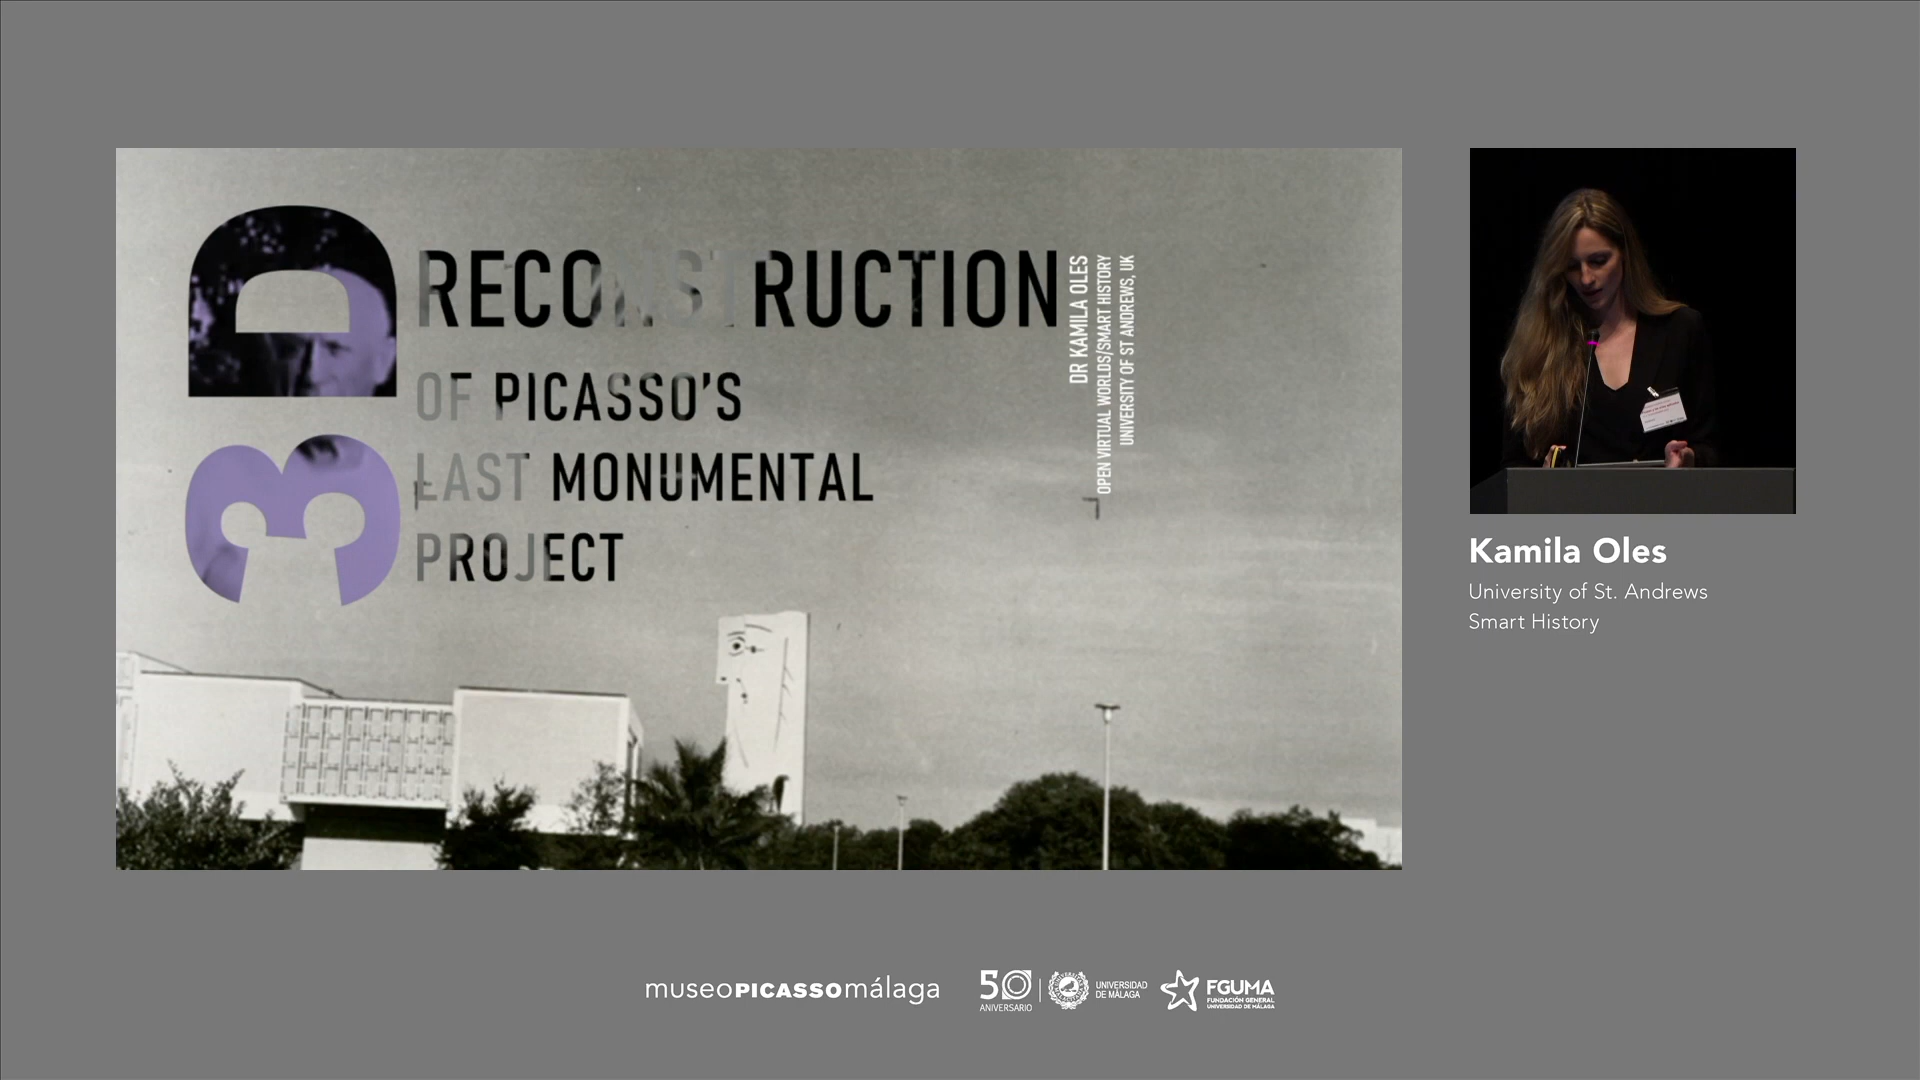 3D
RECONSTRUCTION
OF PICASSO'S
LAST MONUMENTAL
PROJECT
DR KAMILA OLES
OPEN VIRTUAL WORLDS/SMART HISTORY
UNIVERSITY OF ST ANDREWS, UK
Kamila Oles
University of St. Andrews
Smart History
museoPICASSOmálaga
50
ANIVERSARIO
UNIVERSIDAD
DE MÁLAGA
FGUMA
FUNDACIÓN GENERAL
UNIVERSIDAD DE MÁLAGA